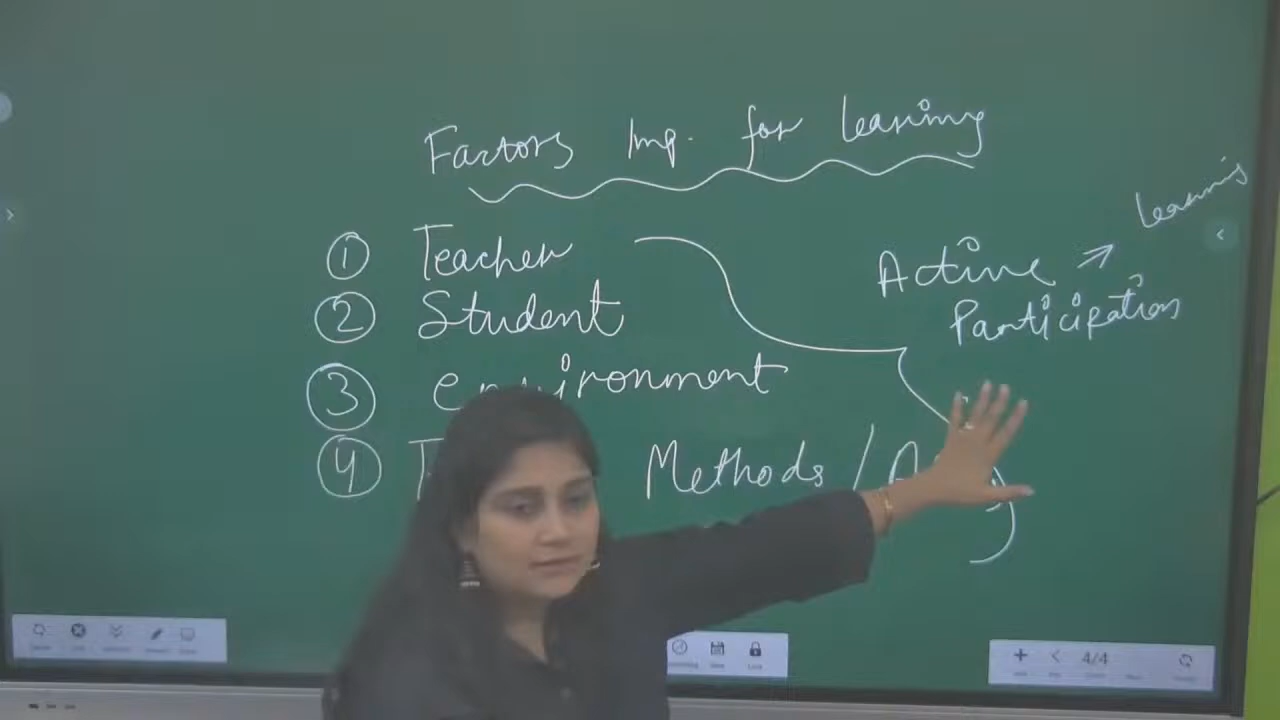 Factors Imp. for learning
① Teacher
② Student
③ environment
④ Methods /
Active ⇒ learning
Participation
4/4